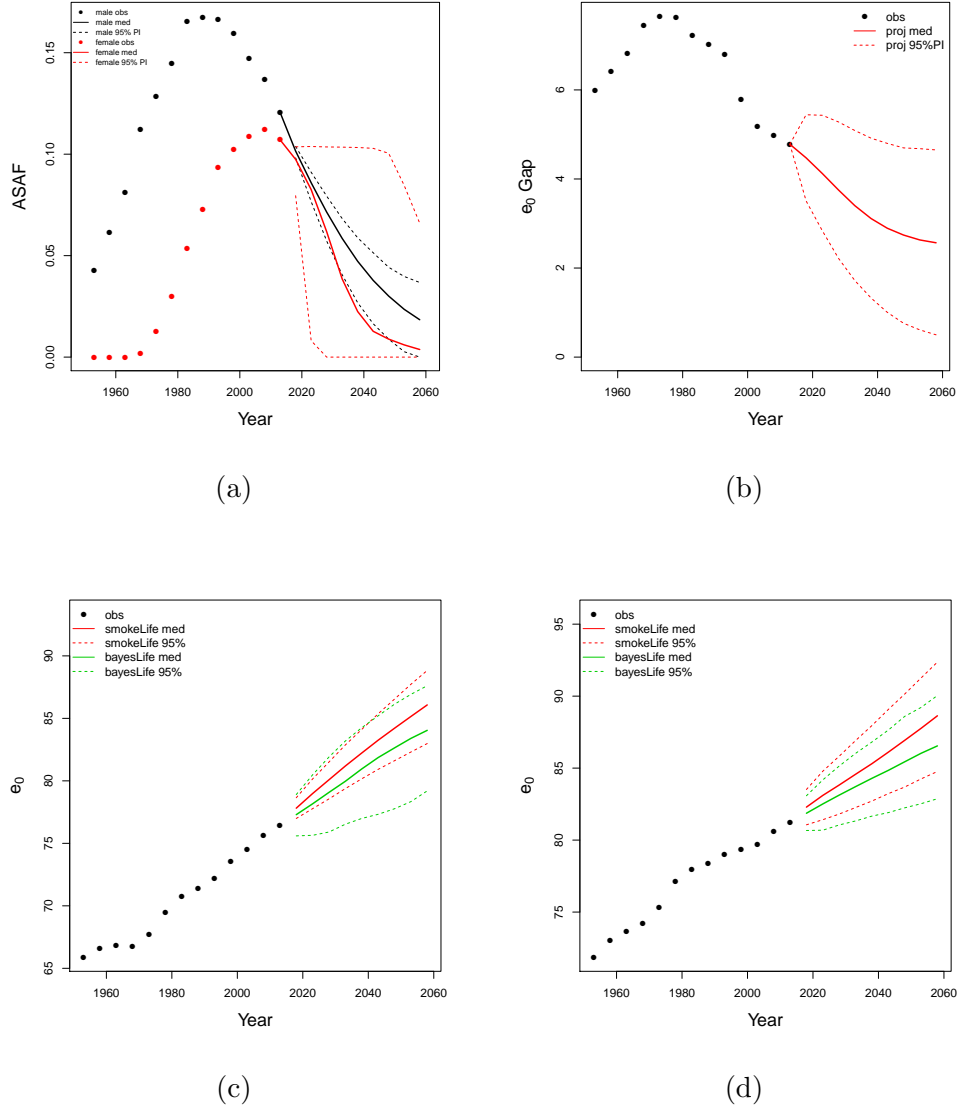 male obs
male med
male 95% PI
female obs
female med
female 95% PI
ASAF
0.00
0.05
0.10
0.15
1960 1980 2000 2020 2040 2060
Year
(a)
obs
proj med
proj 95%PI
e0 Gap
0
2
4
6
1960 1980 2000 2020 2040 2060
Year
(b)
obs
smokeLife med
smokeLife 95%
bayesLife med
bayesLife 95%
e0
65
70
75
80
85
90
1960 1980 2000 2020 2040 2060
Year
(c)
obs
smokeLife med
smokeLife 95%
bayesLife med
bayesLife 95%
e0
75
80
85
90
95
1960 1980 2000 2020 2040 2060
Year
(d)